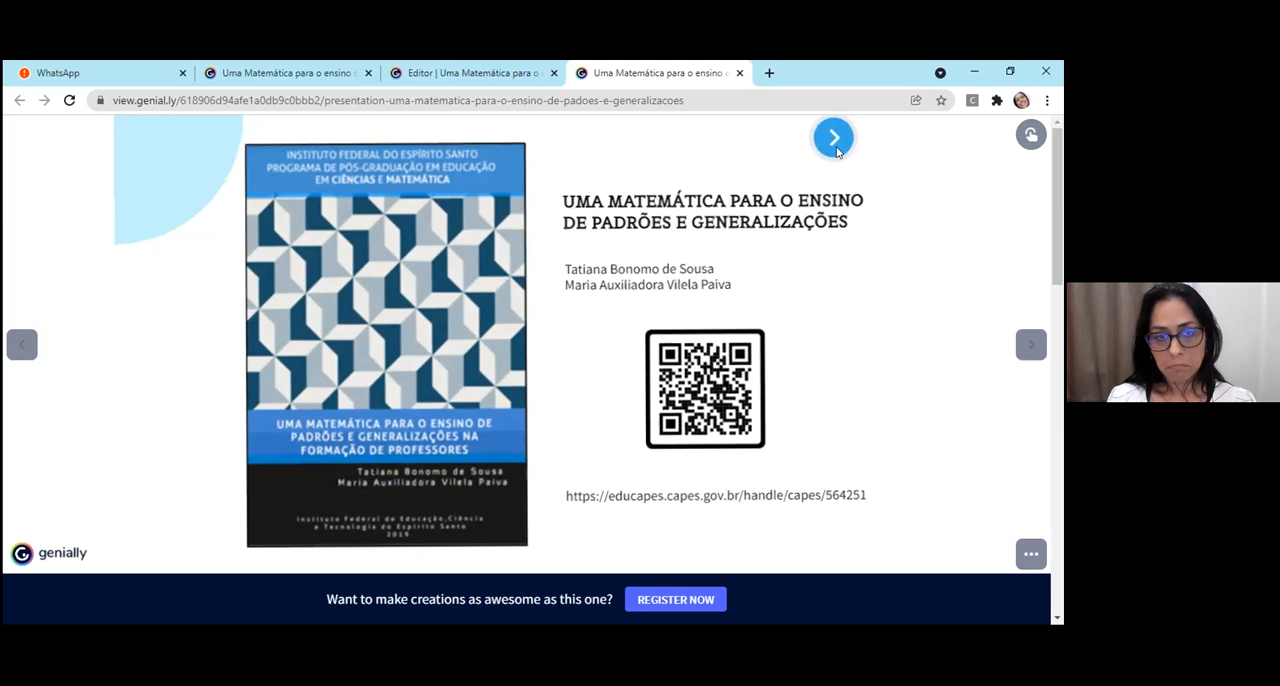 WhatsApp
Uma Matemática para o ensino
Editor | Uma Matemática para o
Uma Matemática para o ensino
view.genial.ly/618906d94afe1a0db9c0bbb2/presentation-uma-matematica-para-o-ensino-de-padoes-e-generalizacoes
INSTITUTO FEDERAL DO ESPÍRITO SANTO
PROGRAMA DE PÓS-GRADUAÇÃO EM EDUCAÇÃO
EM CIÊNCIAS E MATEMÁTICA
UMA MATEMÁTICA PARA O ENSINO DE
PADRÕES E GENERALIZAÇÕES NA
FORMAÇÃO DE PROFESSORES
Tatiana Bonomo de Sousa
Maria Auxiliadora Vilela Paiva
Instituto Federal de Educação,Ciência
e Tecnologia do Espírito Santo
2019
UMA MATEMÁTICA PARA O ENSINO
DE PADRÕES E GENERALIZAÇÕES
Tatiana Bonomo de Sousa
Maria Auxiliadora Vilela Paiva
https://educapes.capes.gov.br/handle/capes/564251
genially
Want to make creations as awesome as this one?
REGISTER NOW